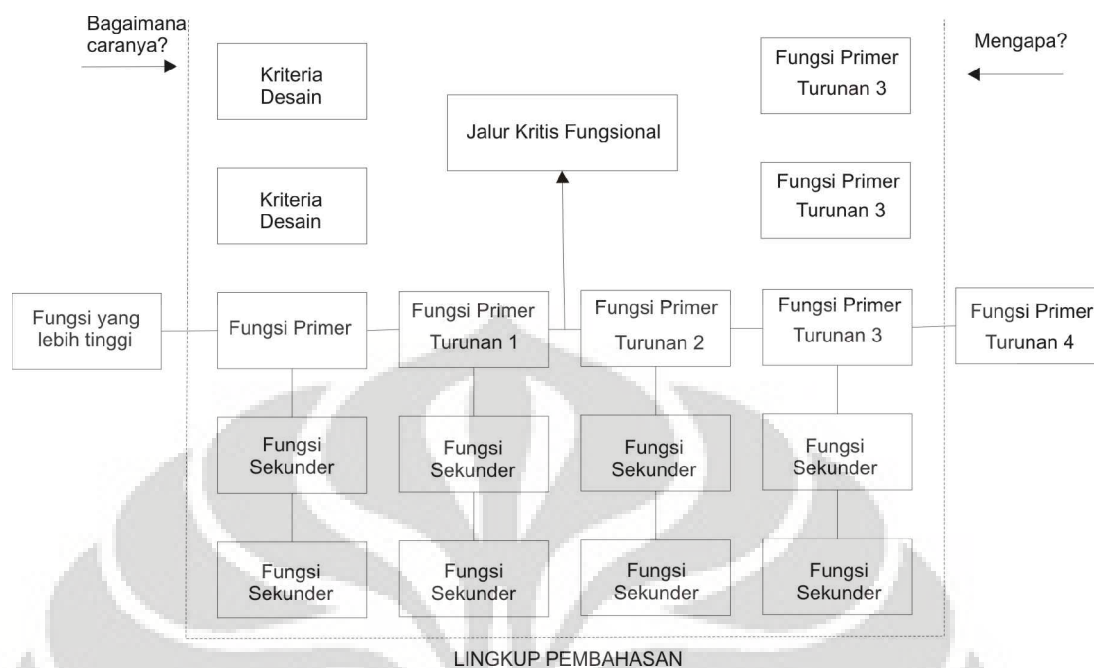 Bagaimana
caranya?
Mengapa?
Kriteria
Desain
Fungsi Primer
Turunan 3
Jalur Kritis Fungsional
Kriteria
Desain
Fungsi Primer
Turunan 3
Fungsi yang
lebih tinggi
Fungsi Primer
Fungsi Primer
Turunan 1
Fungsi Primer
Turunan 2
Fungsi Primer
Turunan 3
Fungsi Primer
Turunan 4
Fungsi
Sekunder
Fungsi
Sekunder
Fungsi
Sekunder
Fungsi
Sekunder
Fungsi
Sekunder
Fungsi
Sekunder
Fungsi
Sekunder
Fungsi
Sekunder
LINGKUP PEMBAHASAN